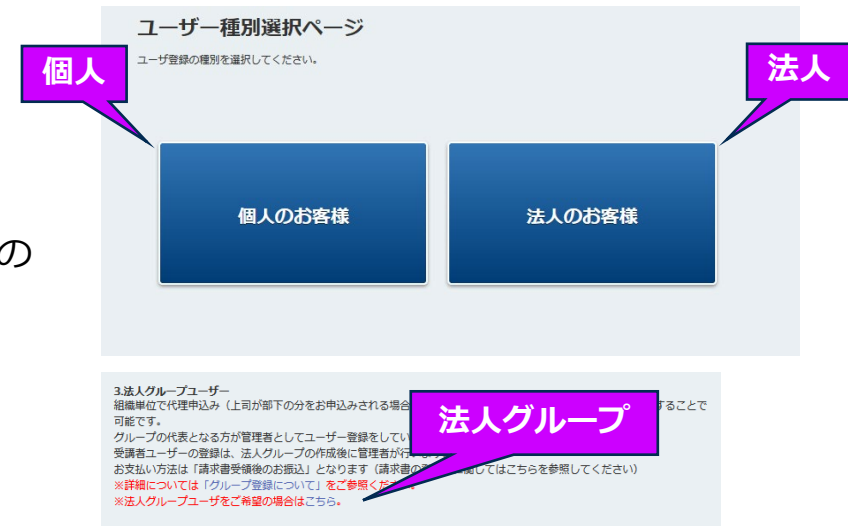 ユーザー種別選択ページ
ユーザ登録の種別を選択してください。
個人
法人
個人のお客様
法人のお客様
の
3.法人グループユーザー
組織単位で代理申込み（上司が部下の分をお申込みされる場合
することで
可能です。
グループの代表となる方が管理者としてユーザー登録をしてい
法人グループ
受講者ユーザーの登録は、法人グループの作成後に管理者が行
お支払い方法は「請求書受領後のお振込」となります（請求書の
してはこちらを参照してください）
※詳細については「グループ登録について」をご参照くだ
※法人グループユーザをご希望の場合はこちら。